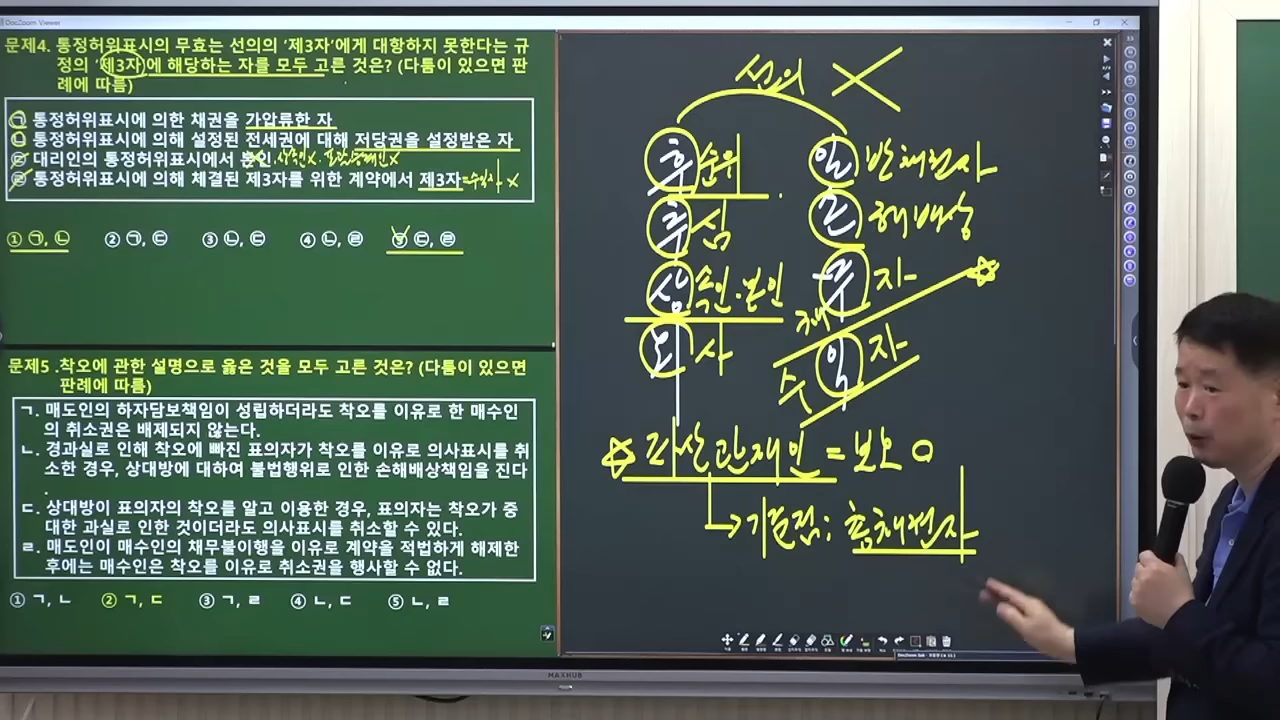 DocZoom Viewer
문제4. 통정허위표시의 무효는 선의의 '제3자'에게 대항하지 못한다는 규
정의 '제3자'에 해당하는 자를 모두 고른 것은? (다툼이 있으면 판
례에 따름)
㉠ 통정허위표시에 의한 채권을 가압류한 자
㉡ 통정허위표시에 의해 설정된 전세권에 대해 저당권을 설정받은 자
㉢ 대리인의 통정허위표시에서 본인
㉣ 통정허위표시에 의해 체결된 제3자를 위한 계약에서 제3자=수익자 X
① ㉠, ㉡ ② ㉠, ㉢ ③ ㉡, ㉢ ④ ㉡, ㉣ ⑤ ㉢, ㉣
문제5 .착오에 관한 설명으로 옳은 것을 모두 고른 것은? (다툼이 있으면
판례에 따름)
ㄱ. 매도인의 하자담보책임이 성립하더라도 착오를 이유로 한 매수인
의 취소권은 배제되지 않는다.
ㄴ. 경과실로 인해 착오에 빠진 표의자가 착오를 이유로 의사표시를 취
소한 경우, 상대방에 대하여 불법행위로 인한 손해배상책임을 진다
.
ㄷ. 상대방이 표의자의 착오를 알고 이용한 경우, 표의자는 착오가 중
대한 과실로 인한 것이더라도 의사표시를 취소할 수 있다.
ㄹ. 매도인이 매수인의 채무불이행을 이유로 계약을 적법하게 해제한
후에는 매수인은 착오를 이유로 취소권을 행사할 수 없다.
① ㄱ, ㄴ ② ㄱ, ㄷ ③ ㄱ, ㄹ ④ ㄴ, ㄷ ⑤ ㄴ, ㄹ
선의 X
후순위 일반채권자
추심 손해배상
상속인·본인 주자
수익자
파산관재인 = 보호 O
→기준점: 총채권자
MAXHUB